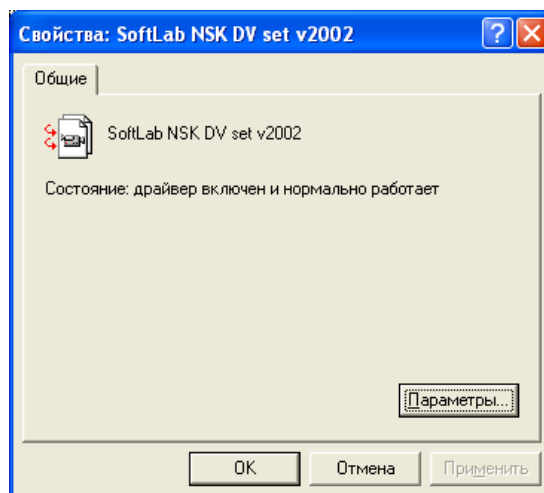 Свойства: SoftLab NSK DV set v2002
Общие
SoftLab NSK DV set v2002
Состояние: драйвер включен и нормально работает
Параметры...
OK
Отмена
Применить